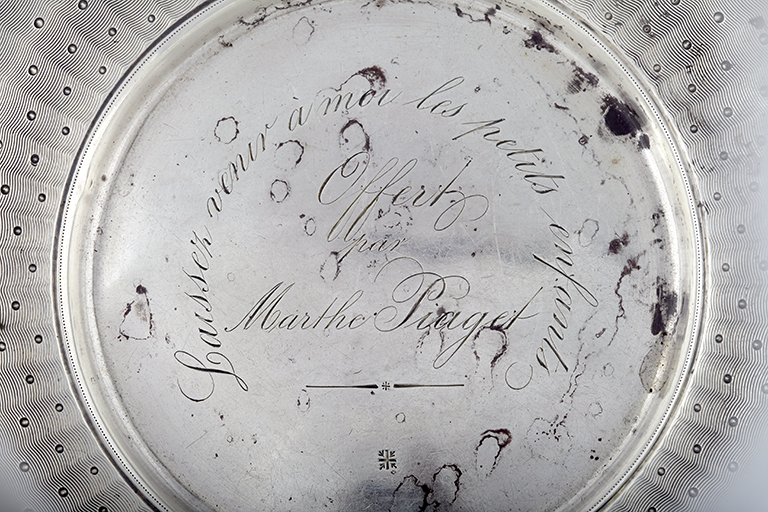 Laissez venir à moi les petits enfants
Offert
par
Marthe Piaget